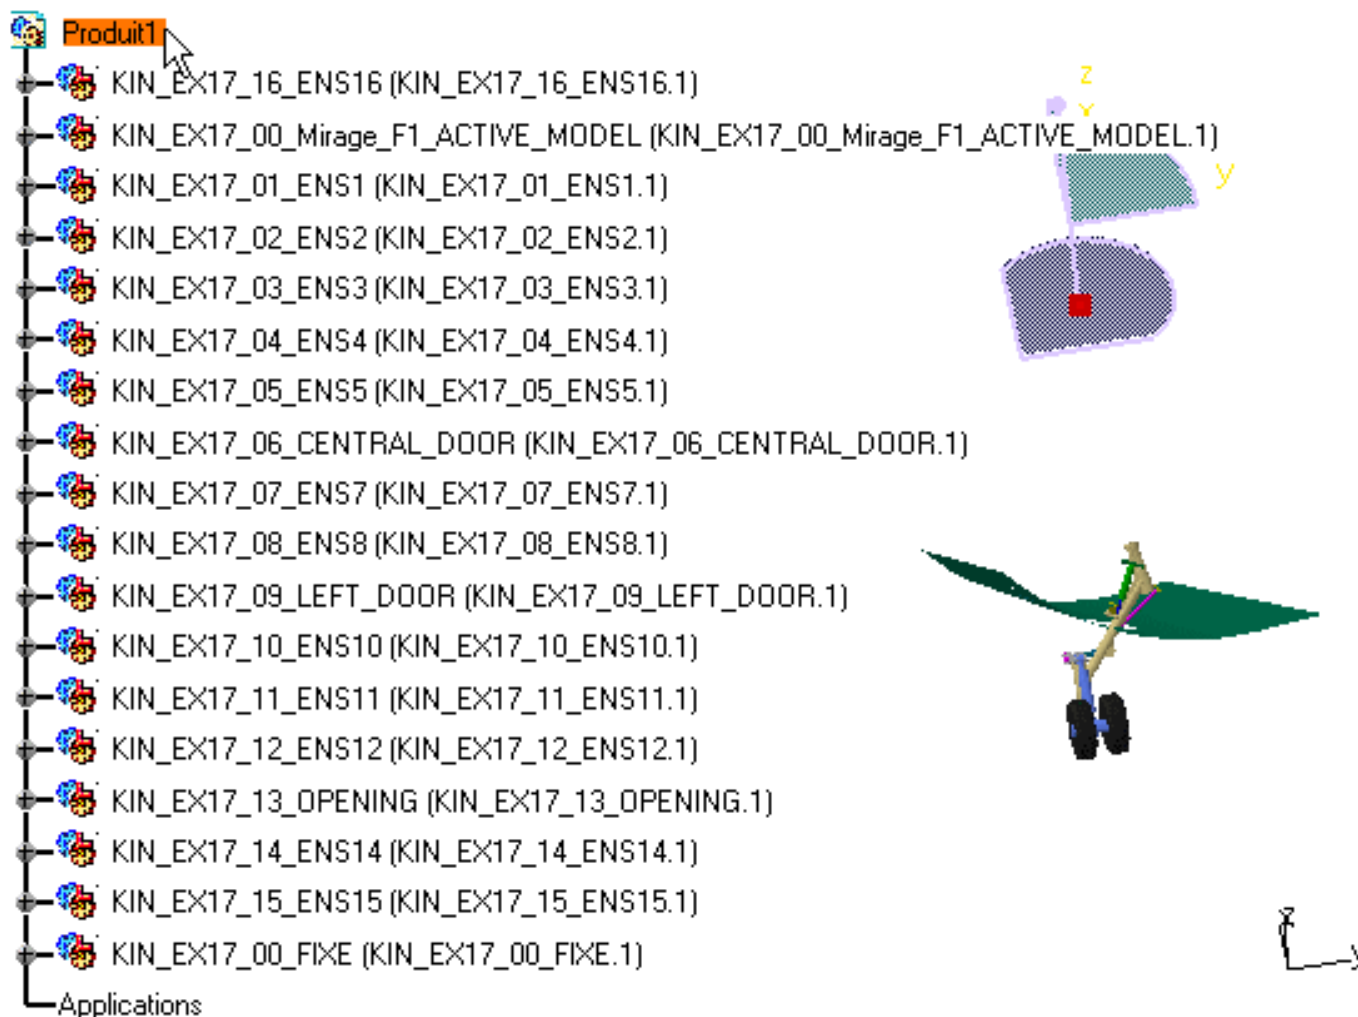 Produit1
KIN_EX17_16_ENS16 (KIN_EX17_16_ENS16.1)
KIN_EX17_00_Mirage_F1_ACTIVE_MODEL (KIN_EX17_00_Mirage_F1_ACTIVE_MODEL.1)
KIN_EX17_01_ENS1 (KIN_EX17_01_ENS1.1)
KIN_EX17_02_ENS2 (KIN_EX17_02_ENS2.1)
KIN_EX17_03_ENS3 (KIN_EX17_03_ENS3.1)
KIN_EX17_04_ENS4 (KIN_EX17_04_ENS4.1)
KIN_EX17_05_ENS5 (KIN_EX17_05_ENS5.1)
KIN_EX17_06_CENTRAL_DOOR (KIN_EX17_06_CENTRAL_DOOR.1)
KIN_EX17_07_ENS7 (KIN_EX17_07_ENS7.1)
KIN_EX17_08_ENS8 (KIN_EX17_08_ENS8.1)
KIN_EX17_09_LEFT_DOOR (KIN_EX17_09_LEFT_DOOR.1)
KIN_EX17_10_ENS10 (KIN_EX17_10_ENS10.1)
KIN_EX17_11_ENS11 (KIN_EX17_11_ENS11.1)
KIN_EX17_12_ENS12 (KIN_EX17_12_ENS12.1)
KIN_EX17_13_OPENING (KIN_EX17_13_OPENING.1)
KIN_EX17_14_ENS14 (KIN_EX17_14_ENS14.1)
KIN_EX17_15_ENS15 (KIN_EX17_15_ENS15.1)
KIN_EX17_00_FIXE (KIN_EX17_00_FIXE.1)
Applications
z
y